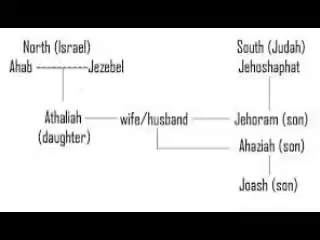 North (Israel) South (Judah)
Ahab Jezebel Jehoshaphat
Athaliah wife/husband Jehoram (son)
(daughter) Ahaziah (son)
Joash (son)